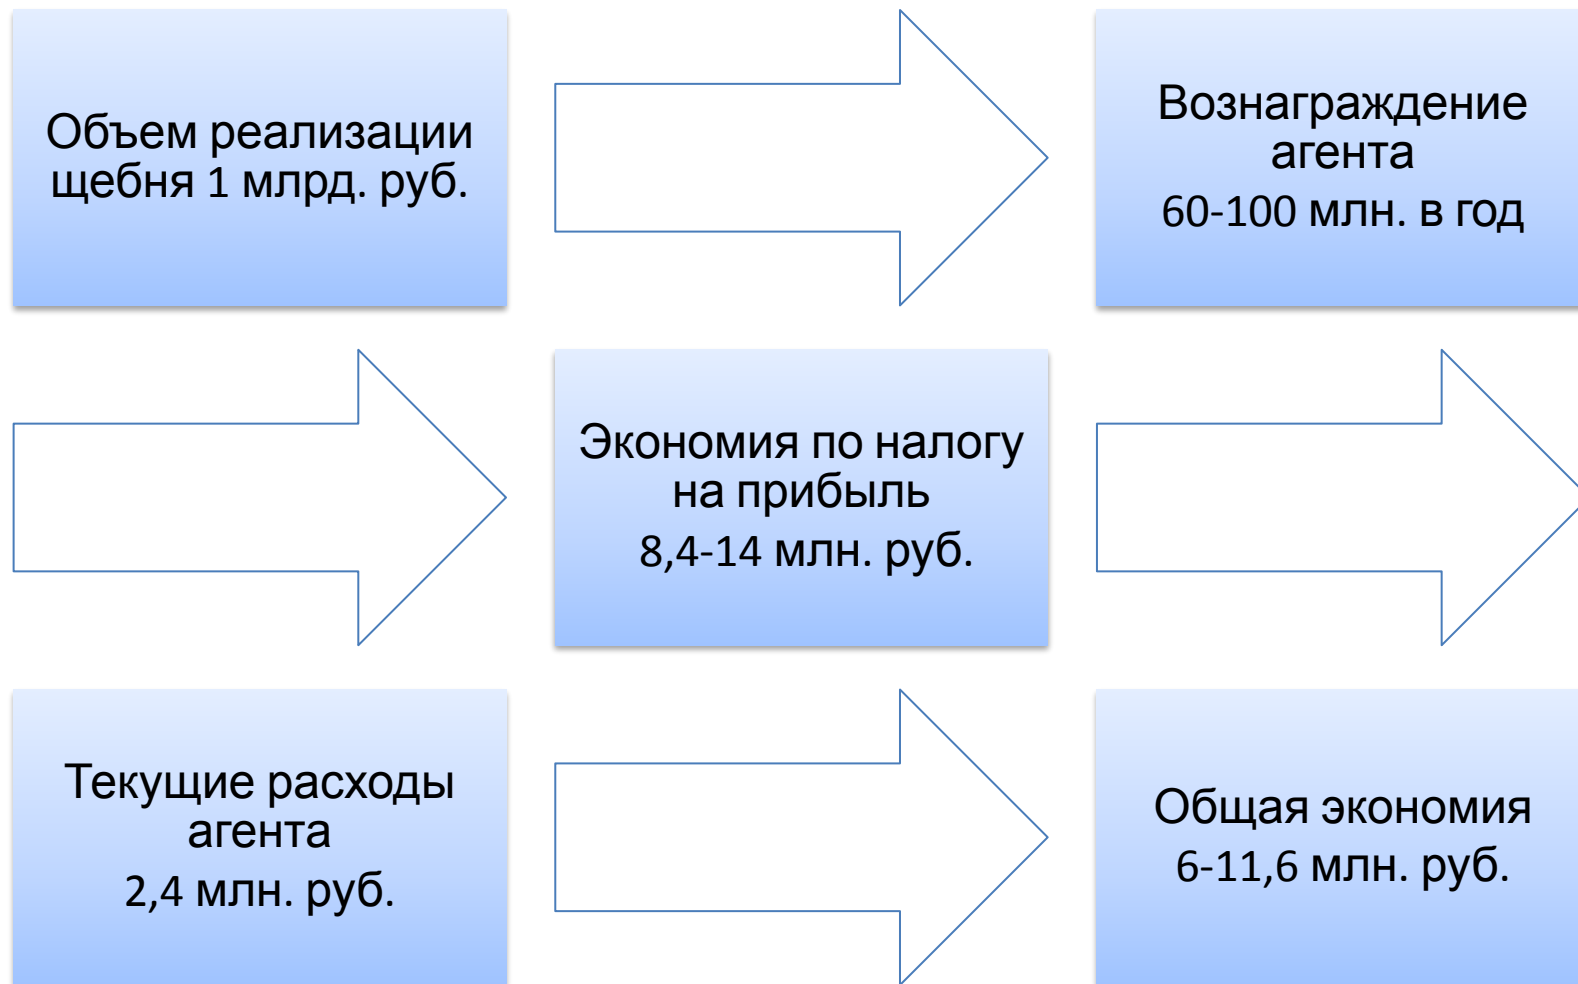 Объем реализации
щебня 1 млрд. руб.
Вознаграждение
агента
60-100 млн. в год
Экономия по налогу
на прибыль
8,4-14 млн. руб.
Текущие расходы
агента
2,4 млн. руб.
Общая экономия
6-11,6 млн. руб.